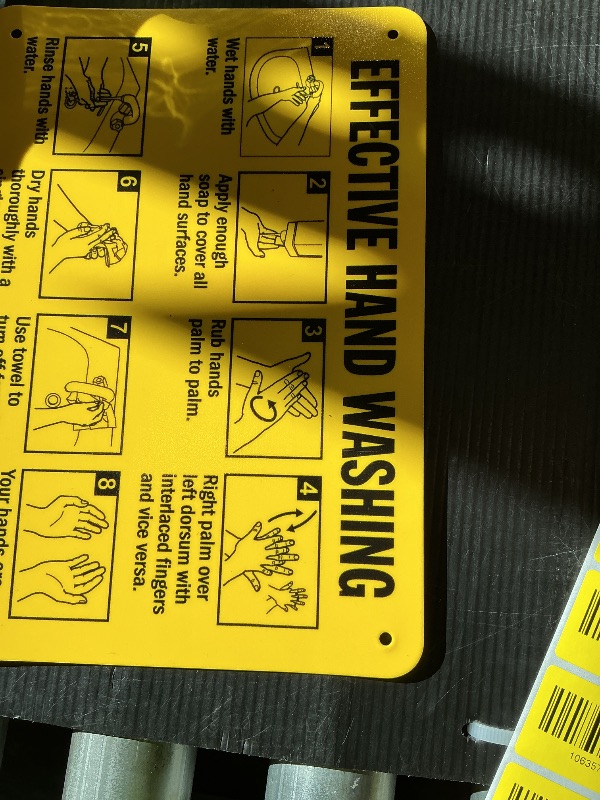 EFFECTIVE HAND WASHING
1
Wet hands with
water.
2
Apply enough
soap to cover all
hand surfaces.
3
Rub hands
palm to palm.
4
Right palm over
left dorsum with
interlaced fingers
and vice versa.
5
Rinse hands with
water.
6
Dry hands
thoroughly with a
7
Use towel to
8
Your hands
106357